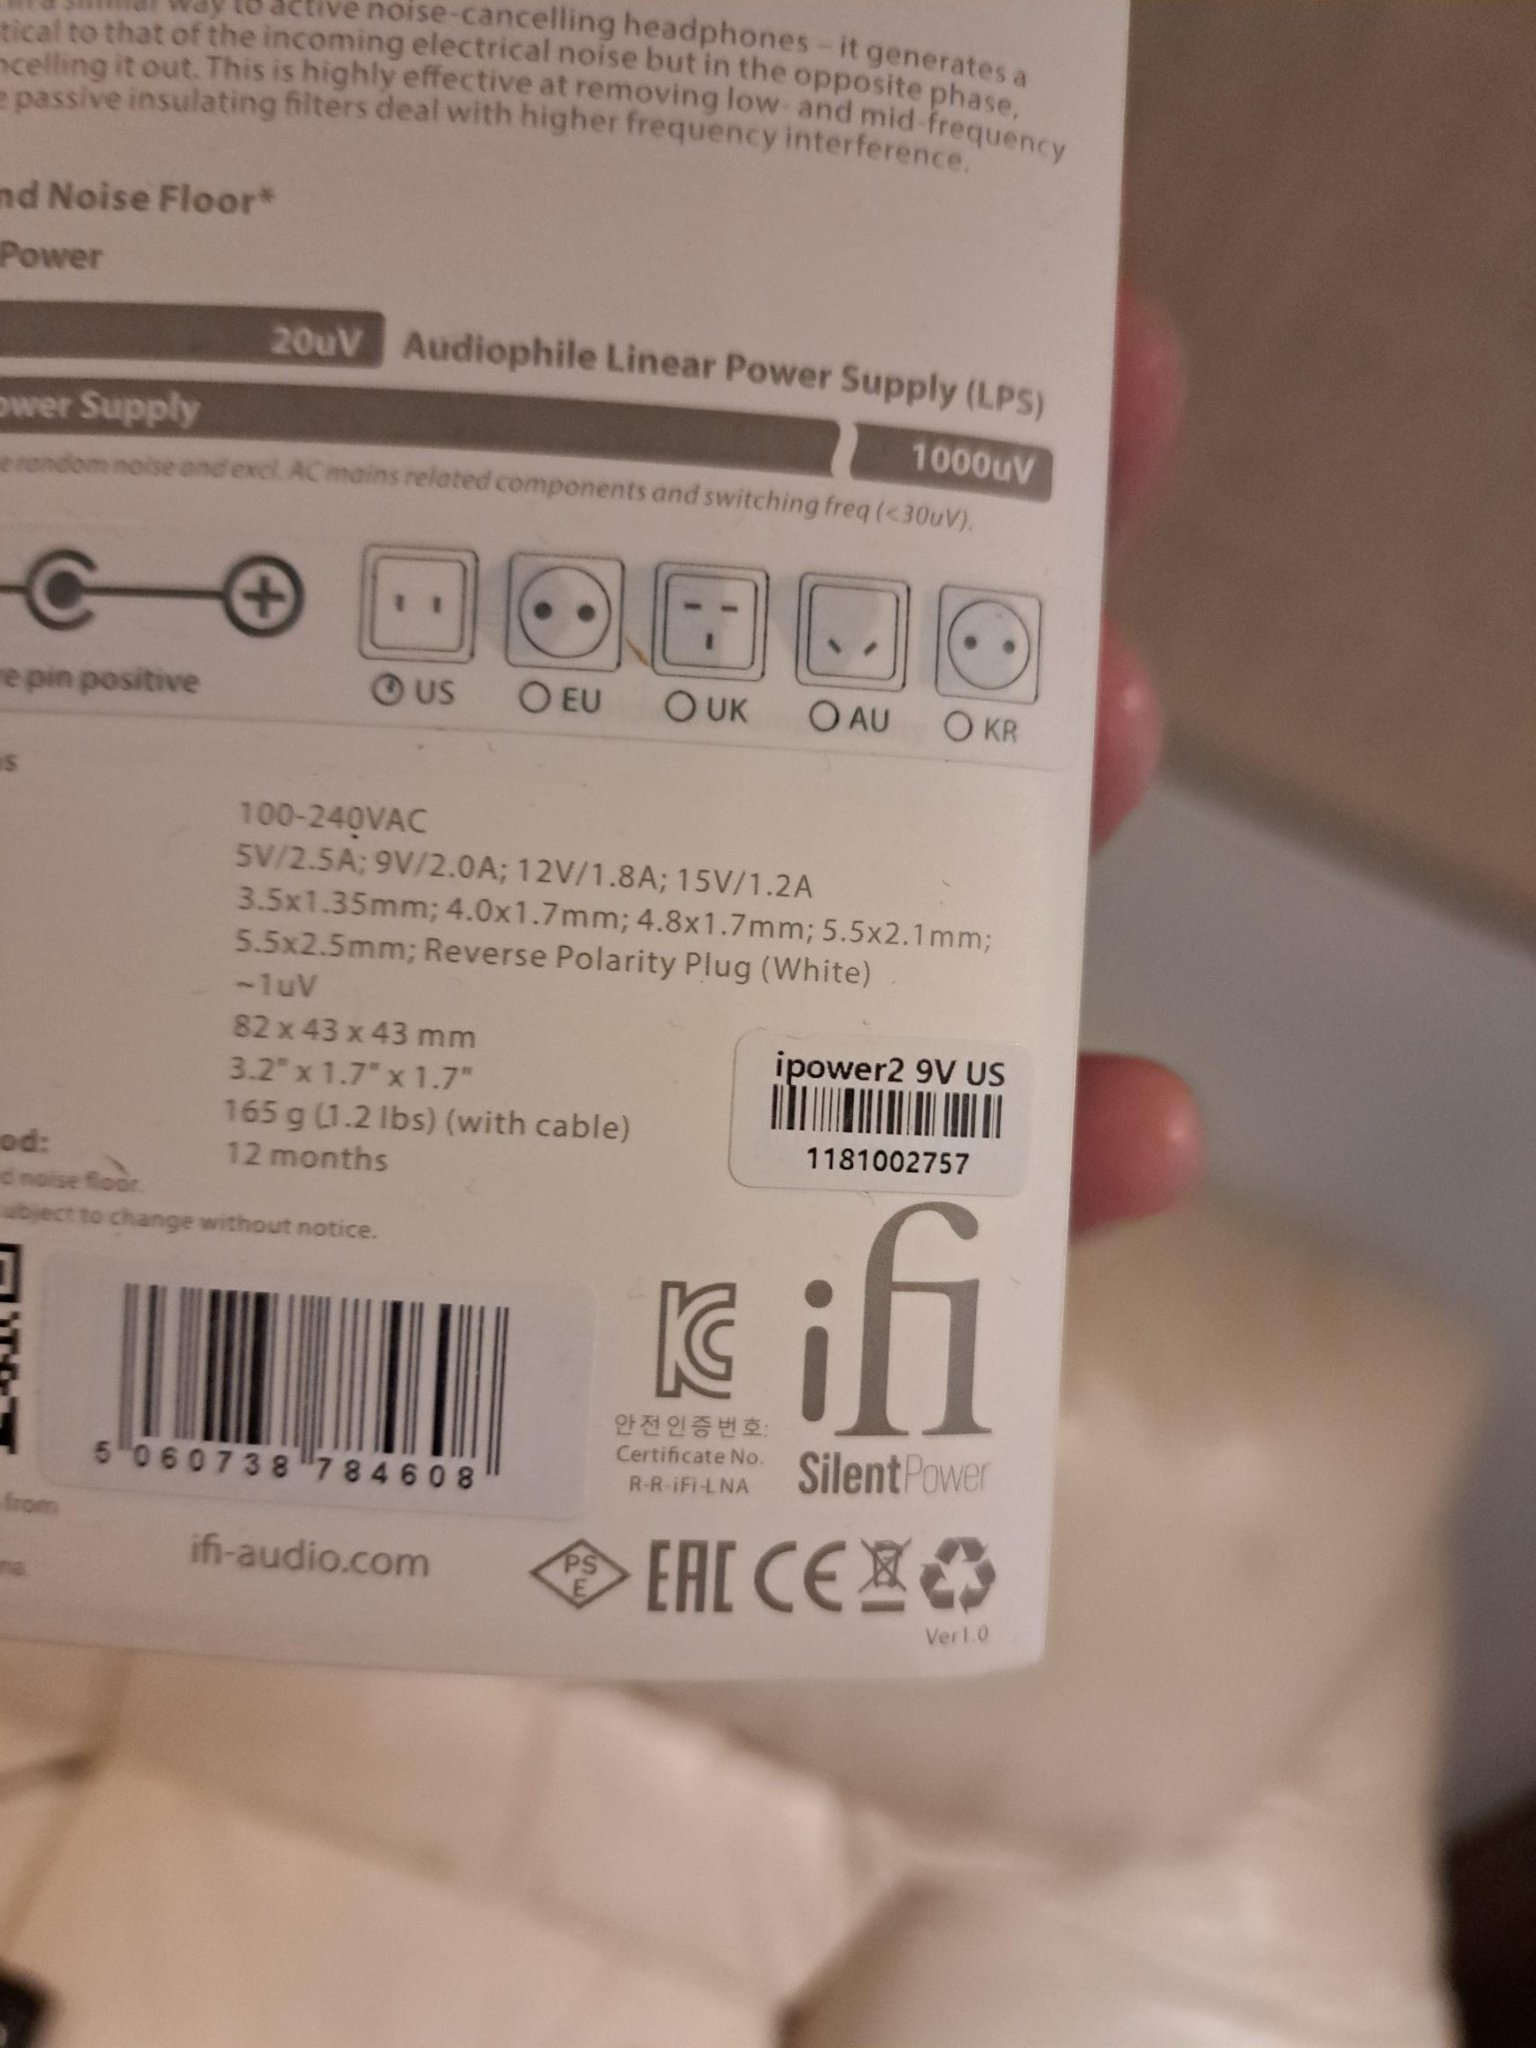 in a similar way to active noise-cancelling headphones – it generates a
tical to that of the incoming electrical noise but in the opposite phase,
ncelling it out. This is highly effective at removing low- and mid-frequency
e passive insulating filters deal with higher frequency interference.
nd Noise Floor*
Power
20uV Audiophile Linear Power Supply (LPS)
ower Supply 1000uV
e random noise and excl. AC mains related components and switching freq (<30uV).
re pin positive
US EU UK AU KR
s
100-240VAC
5V/2.5A; 9V/2.0A; 12V/1.8A; 15V/1.2A
3.5x1.35mm; 4.0x1.7mm; 4.8x1.7mm; 5.5x2.1mm;
5.5x2.5mm; Reverse Polarity Plug (White)
~1uV
82 x 43 x 43 mm
3.2" x 1.7" x 1.7"
165 g (1.2 lbs) (with cable)
od: 12 months
d noise floor.
ubject to change without notice.
ipower2 9V US
1181002757
5 060738 784608
안전인증번호:
Certificate No.
R-R-iFi-LNA
ifi
SilentPower
from
na.
ifi-audio.com
PS
E
EAC CE
Ver1.0